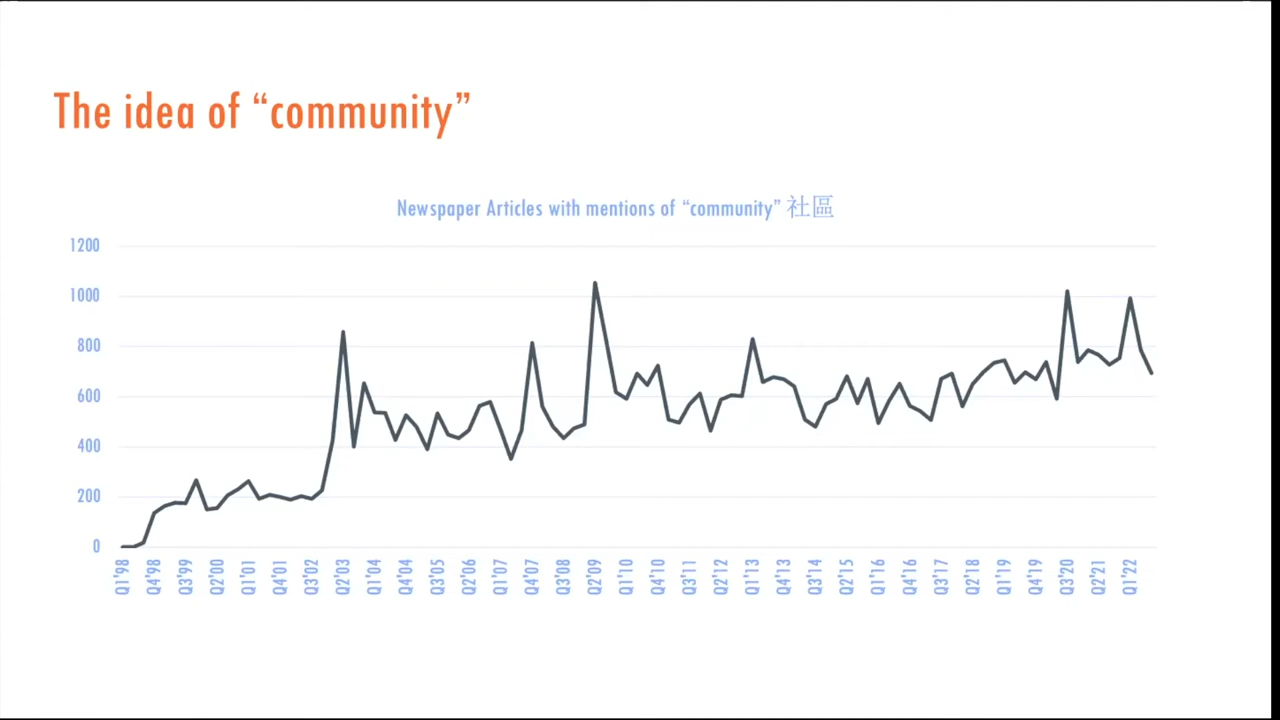 The idea of “community”
Newspaper Articles with mentions of “community” 社區
1200
1000
800
600
400
200
0
Q1'98
Q4'98
Q3'99
Q2'00
Q1'01
Q4'01
Q3'02
Q2'03
Q1'04
Q4'04
Q3'05
Q2'06
Q1'07
Q4'07
Q3'08
Q2'09
Q1'10
Q4'10
Q3'11
Q2'12
Q1'13
Q4'13
Q3'14
Q2'15
Q1'16
Q4'16
Q3'17
Q2'18
Q1'19
Q4'19
Q3'20
Q2'21
Q1'22